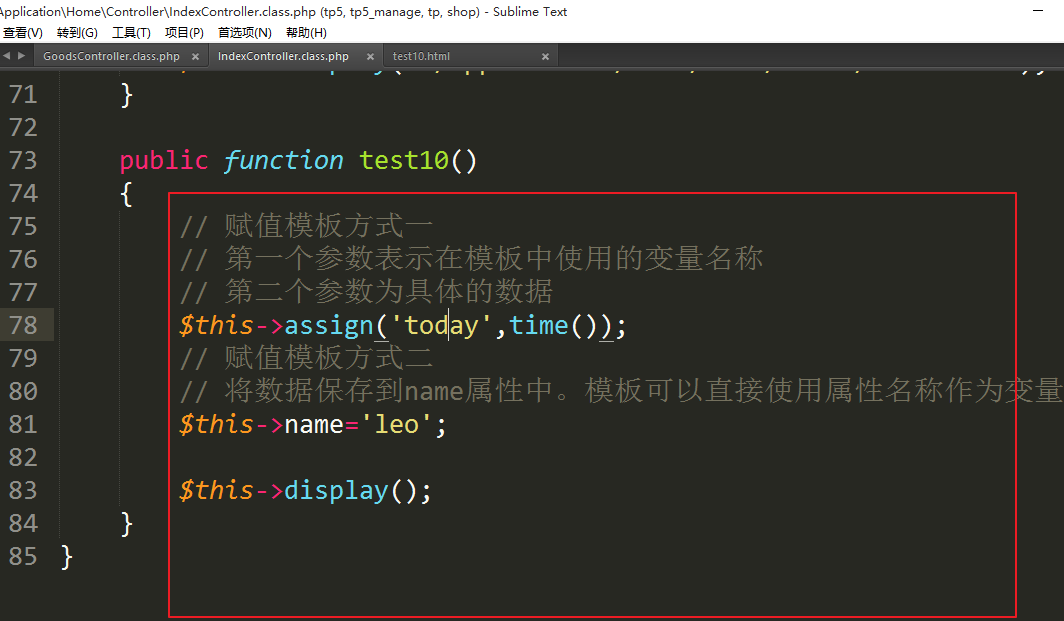 Application\Home\Controller\IndexController.class.php (tp5, tp5_manage, tp, shop) - Sublime Text
查看(V) 转到(G) 工具(T) 项目(P) 首选项(N) 帮助(H)
GoodsController.class.php × IndexController.class.php × test10.html ×
71 }
72
73 public function test10()
74 {
75 // 赋值模板方式一
76 // 第一个参数表示在模板中使用的变量名称
77 // 第二个参数为具体的数据
78 $this->assign('today',time());
79 // 赋值模板方式二
80 // 将数据保存到name属性中。模板可以直接使用属性名称作为变量
81 $this->name='leo';
82
83 $this->display();
84 }
85 }